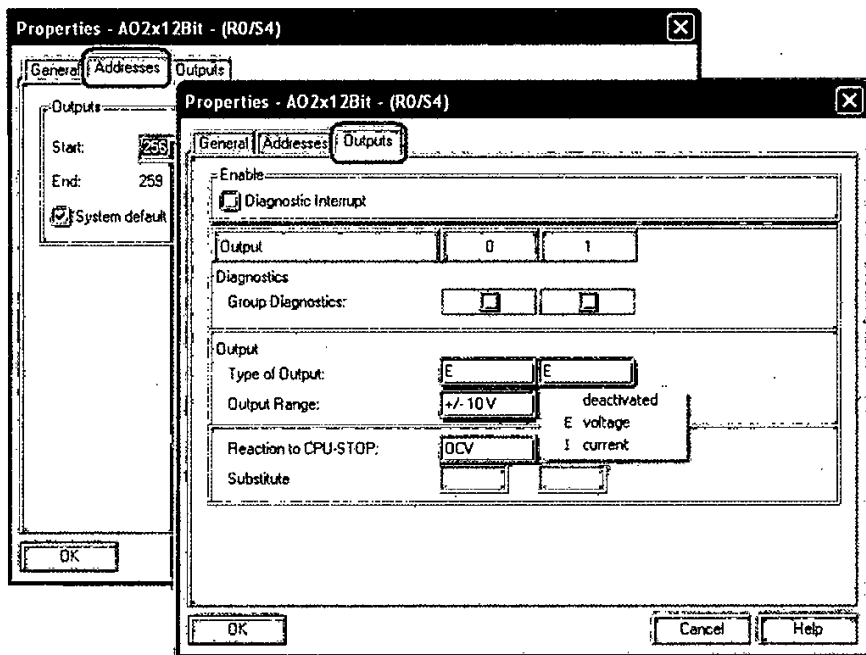 Properties - AO2x12Bit - (R0/S4)
General Addresses Outputs
Outputs
Start: 256
End: 259
System default
OK
Properties - AO2x12Bit - (R0/S4)
General Addresses Outputs
Enable
Diagnostic Interrupt
Output 0 1
Diagnostics
Group Diagnostics:
Output
Type of Output: E E
Output Range: +/- 10 V
deactivated
E voltage
I current
Reaction to CPU-STOP: OCV
Substitute
OK Cancel Help